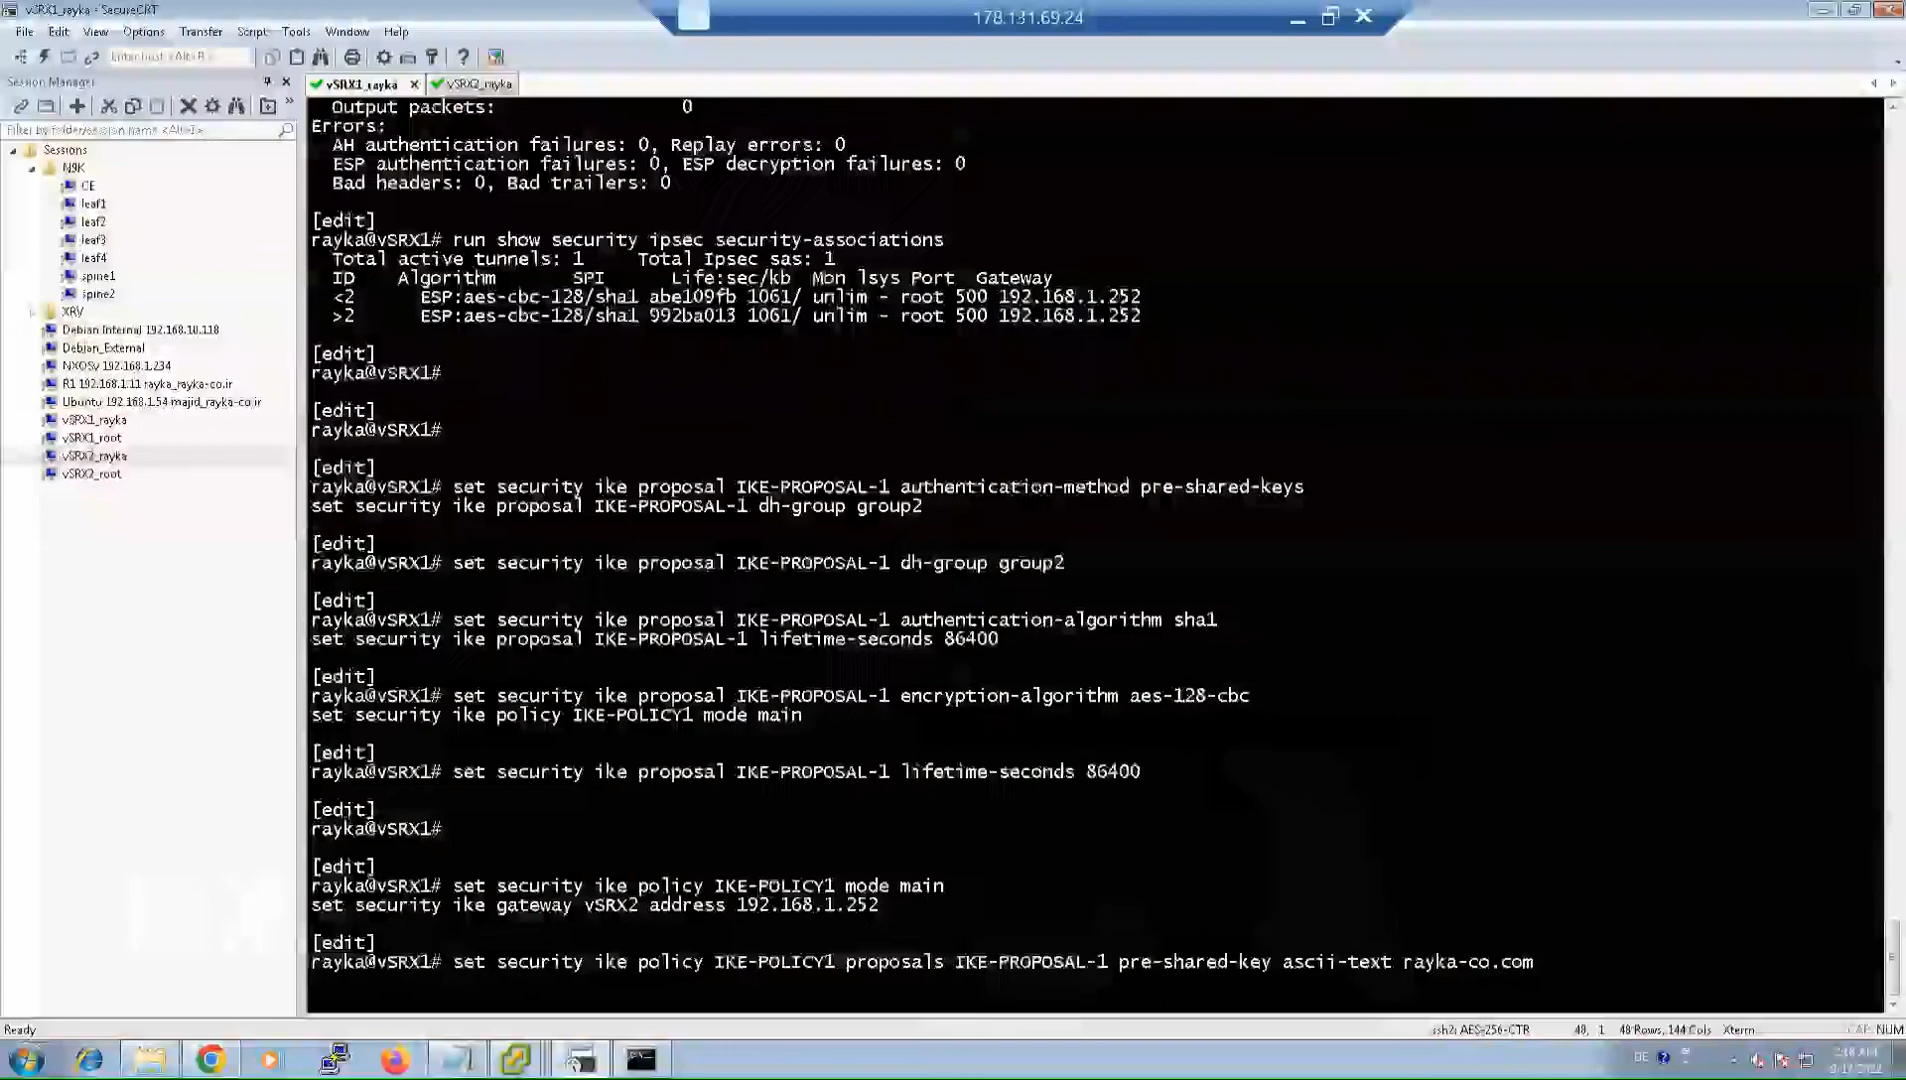 vSRX1_rayka - SecureCRT
178.131.69.24
File Edit View Options Transfer Script Tools Window Help
Enter host <Alt+R>
Session Manager
vSRX1_rayka
vSRX2_rayka
Filter by folder/session name <Alt+I>
Sessions
N9K
CE
leaf1
leaf2
leaf3
leaf4
spine1
spine2
XRV
Debian Internal 192.168.10.118
Debian_External
NXOSv 192.168.1.234
R1 192.168.1.11 rayka_rayka-co.ir
Ubuntu 192.168.1.54 majid_rayka-co.ir
vSRX1_rayka
vSRX1_root
vSRX2_rayka
vSRX2_root
Output packets: 0
Errors:
AH authentication failures: 0, Replay errors: 0
ESP authentication failures: 0, ESP decryption failures: 0
Bad headers: 0, Bad trailers: 0
[edit]
rayka@vSRX1# run show security ipsec security-associations
Total active tunnels: 1 Total Ipsec sas: 1
ID Algorithm SPI Life:sec/kb Mon lsys Port Gateway
<2 ESP:aes-cbc-128/sha1 abe109fb 1061/ unlim - root 500 192.168.1.252
>2 ESP:aes-cbc-128/sha1 992ba013 1061/ unlim - root 500 192.168.1.252
[edit]
rayka@vSRX1#
[edit]
rayka@vSRX1#
[edit]
rayka@vSRX1# set security ike proposal IKE-PROPOSAL-1 authentication-method pre-shared-keys
set security ike proposal IKE-PROPOSAL-1 dh-group group2
[edit]
rayka@vSRX1# set security ike proposal IKE-PROPOSAL-1 dh-group group2
[edit]
rayka@vSRX1# set security ike proposal IKE-PROPOSAL-1 authentication-algorithm sha1
set security ike proposal IKE-PROPOSAL-1 lifetime-seconds 86400
[edit]
rayka@vSRX1# set security ike proposal IKE-PROPOSAL-1 encryption-algorithm aes-128-cbc
set security ike policy IKE-POLICY1 mode main
[edit]
rayka@vSRX1# set security ike proposal IKE-PROPOSAL-1 lifetime-seconds 86400
[edit]
rayka@vSRX1#
[edit]
rayka@vSRX1# set security ike policy IKE-POLICY1 mode main
set security ike gateway vSRX2 address 192.168.1.252
[edit]
rayka@vSRX1# set security ike policy IKE-POLICY1 proposals IKE-PROPOSAL-1 pre-shared-key ascii-text rayka-co.com
Ready
ssh2: AES-256-CTR 48, 1 48 Rows, 144 Cols Xterm CAP NUM
DE